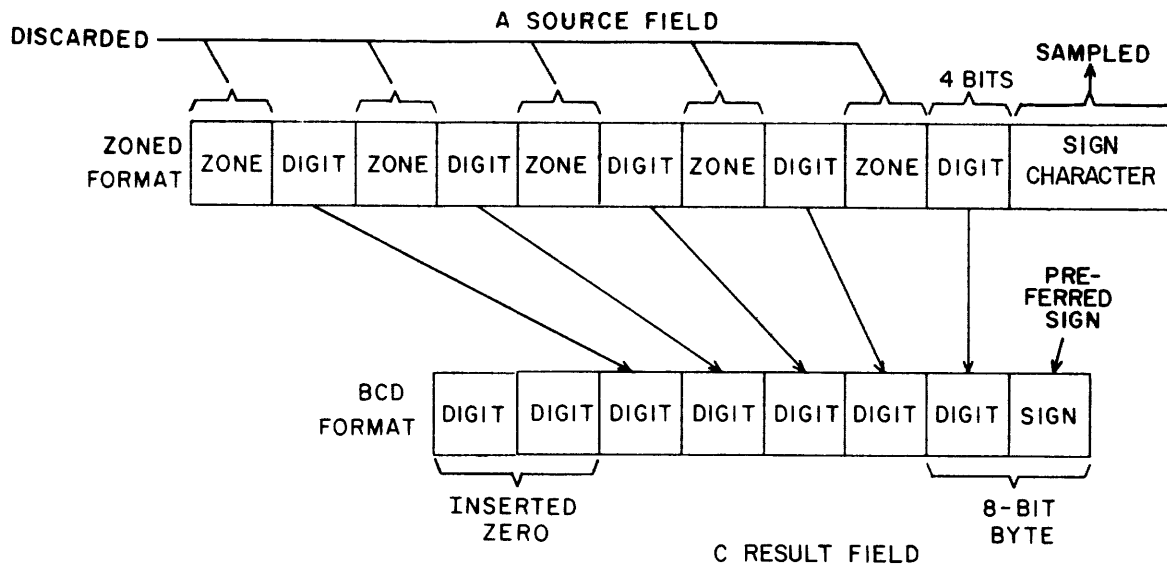 A SOURCE FIELD
DISCARDED
SAMPLED
4 BITS
ZONED
FORMAT
ZONE DIGIT ZONE DIGIT ZONE DIGIT ZONE DIGIT ZONE DIGIT SIGN
CHARACTER
PRE-
FERRED
SIGN
BCD
FORMAT
DIGIT DIGIT DIGIT DIGIT DIGIT DIGIT DIGIT SIGN
INSERTED
ZERO
8-BIT
BYTE
C RESULT FIELD